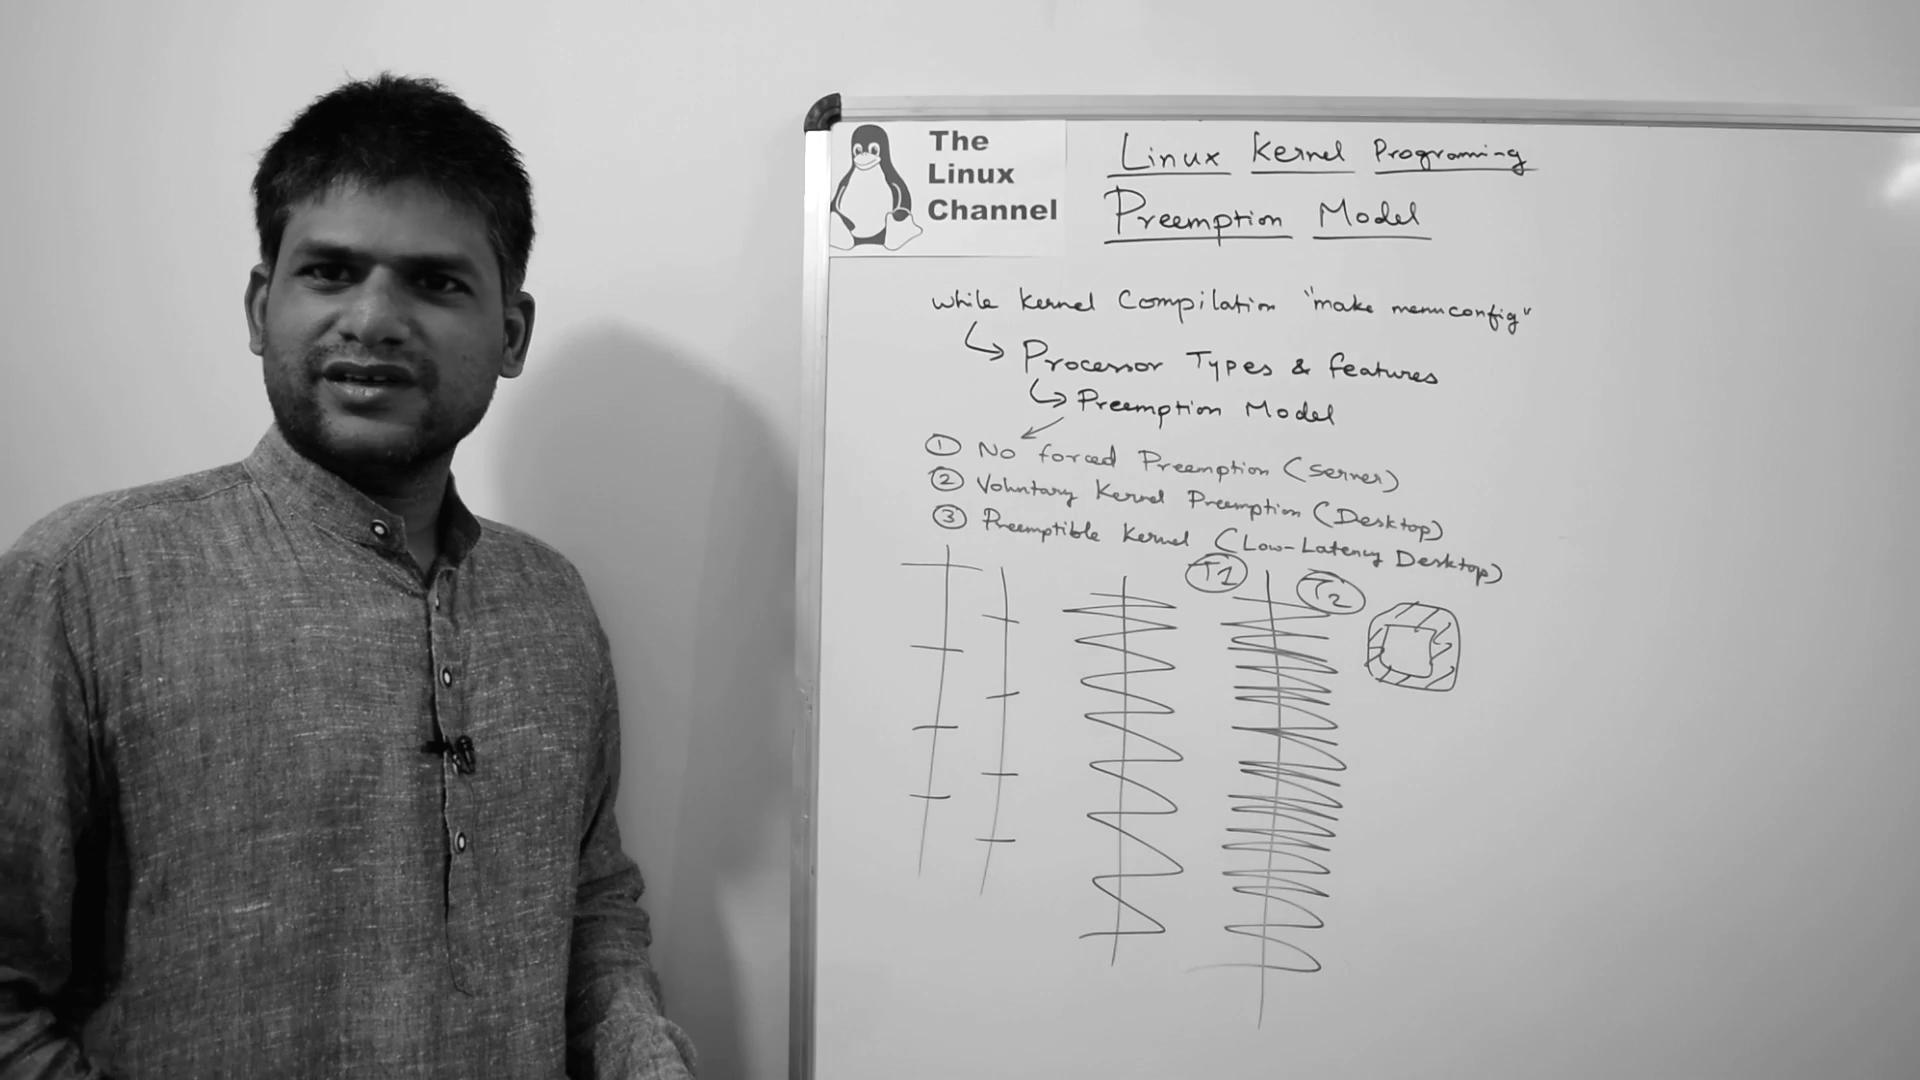 The
Linux
Channel
Linux Kernel Programing
Preemption Model
while Kernel Compilation "make menuconfig"
Processor Types & features
Preemption Model
① No forced Preemption (Server)
② Voluntary Kernel Preemption (Desktop)
③ Preemptible Kernel (Low-Latency Desktop)
T1
T2